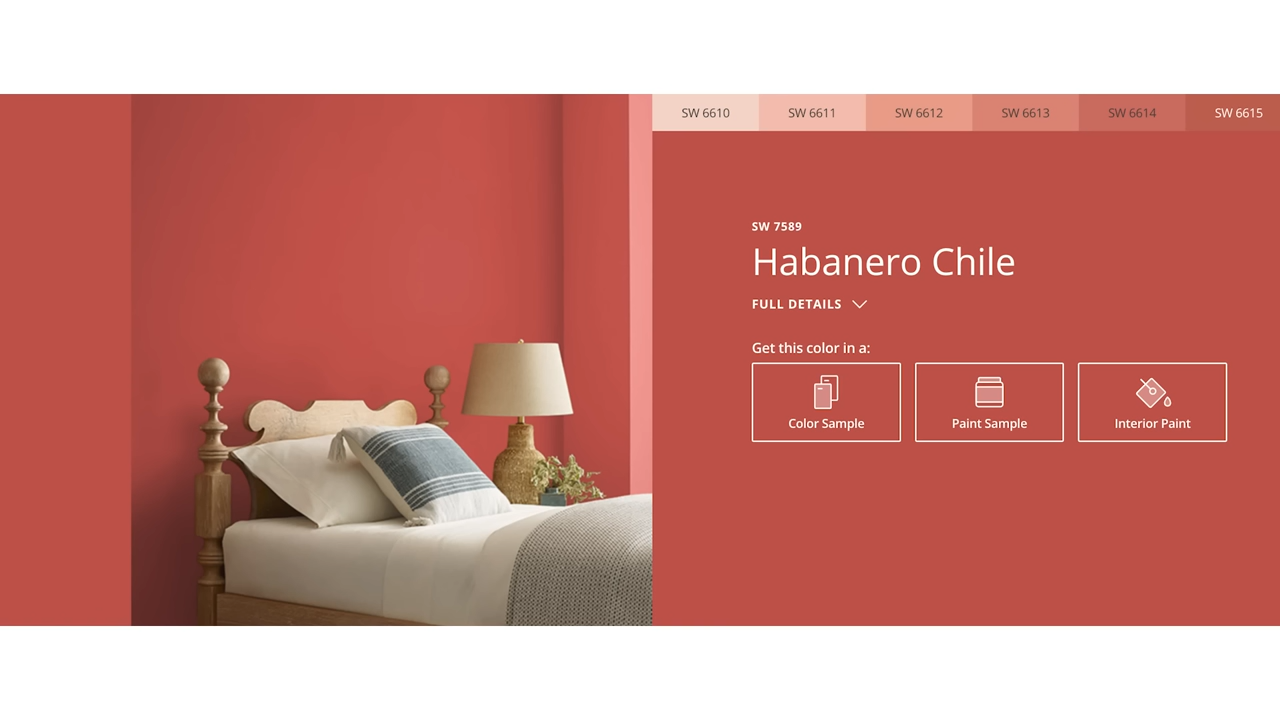 SW 6610 SW 6611 SW 6612 SW 6613 SW 6614 SW 6615
SW 7589
Habanero Chile
FULL DETAILS
Get this color in a:
Color Sample Paint Sample Interior Paint